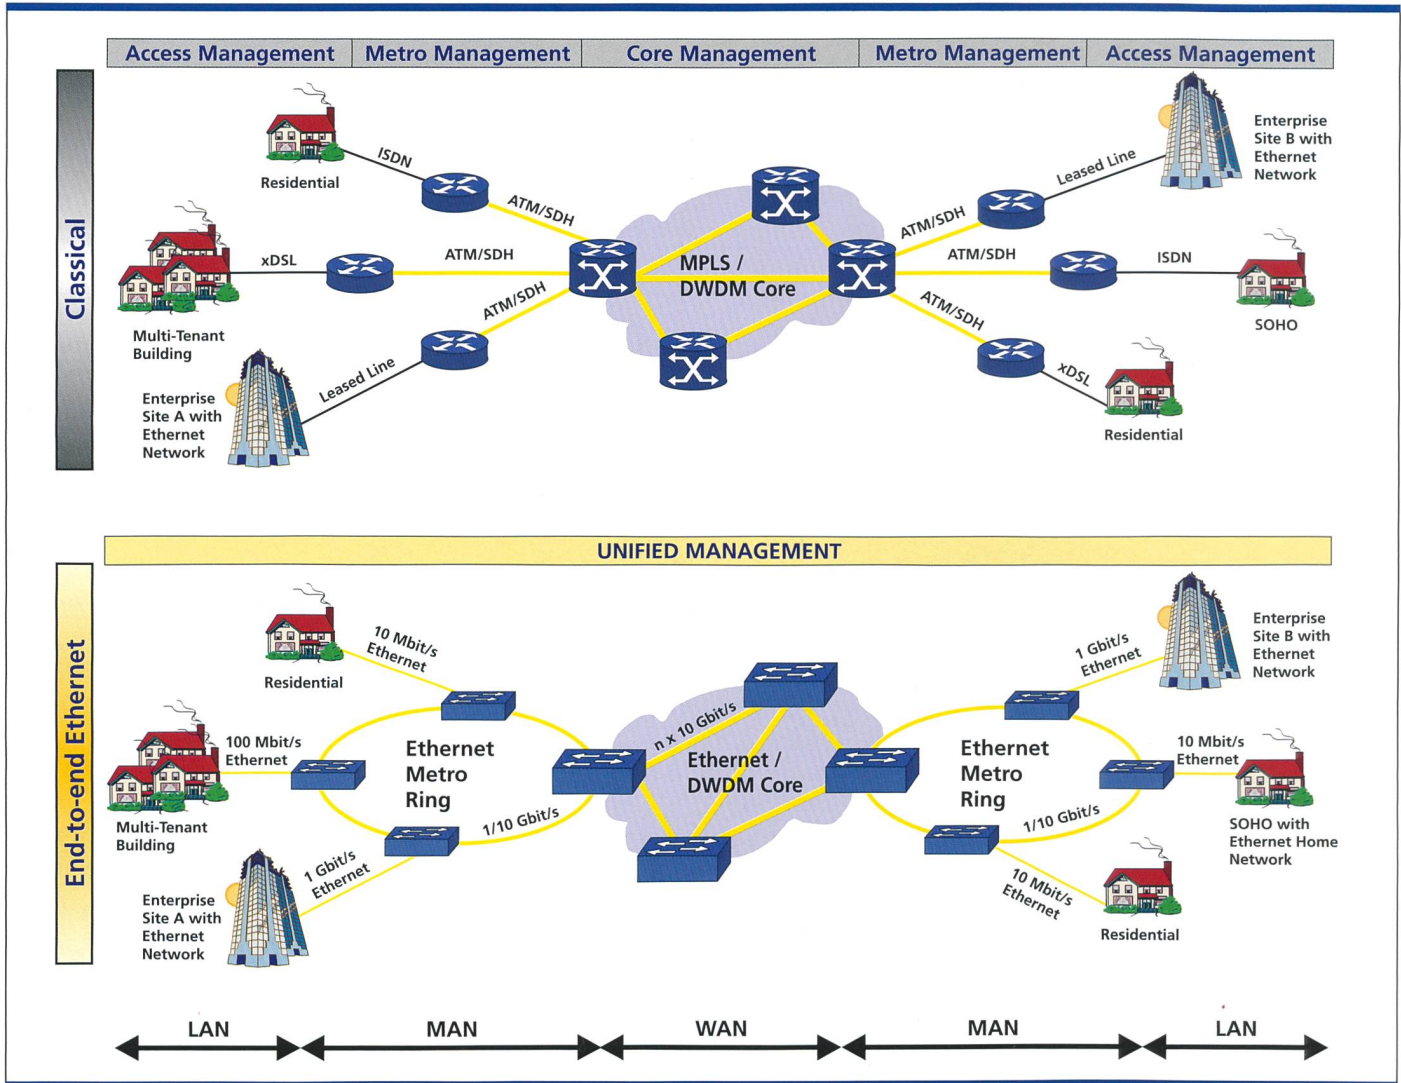 Access Management
Metro Management
Core Management
Metro Management
Access Management
Classical
Residential
ISDN
ATM/SDH
Multi-Tenant
Building
xDSL
ATM/SDH
Enterprise
Site A with
Ethernet
Network
Leased Line
ATM/SDH
MPLS /
DWDM Core
ATM/SDH
Leased Line
Enterprise
Site B with
Ethernet
Network
ATM/SDH
ISDN
SOHO
ATM/SDH
xDSL
Residential
UNIFIED MANAGEMENT
End-to-end Ethernet
Residential
10 Mbit/s
Ethernet
Multi-Tenant
Building
100 Mbit/s
Ethernet
Enterprise
Site A with
Ethernet
Network
1 Gbit/s
Ethernet
Ethernet
Metro
Ring
1/10 Gbit/s
n x 10 Gbit/s
Ethernet /
DWDM Core
Ethernet
Metro
Ring
1/10 Gbit/s
1 Gbit/s
Ethernet
Enterprise
Site B with
Ethernet
Network
10 Mbit/s
Ethernet
SOHO with
Ethernet Home
Network
10 Mbit/s
Ethernet
Residential
LAN
MAN
WAN
MAN
LAN